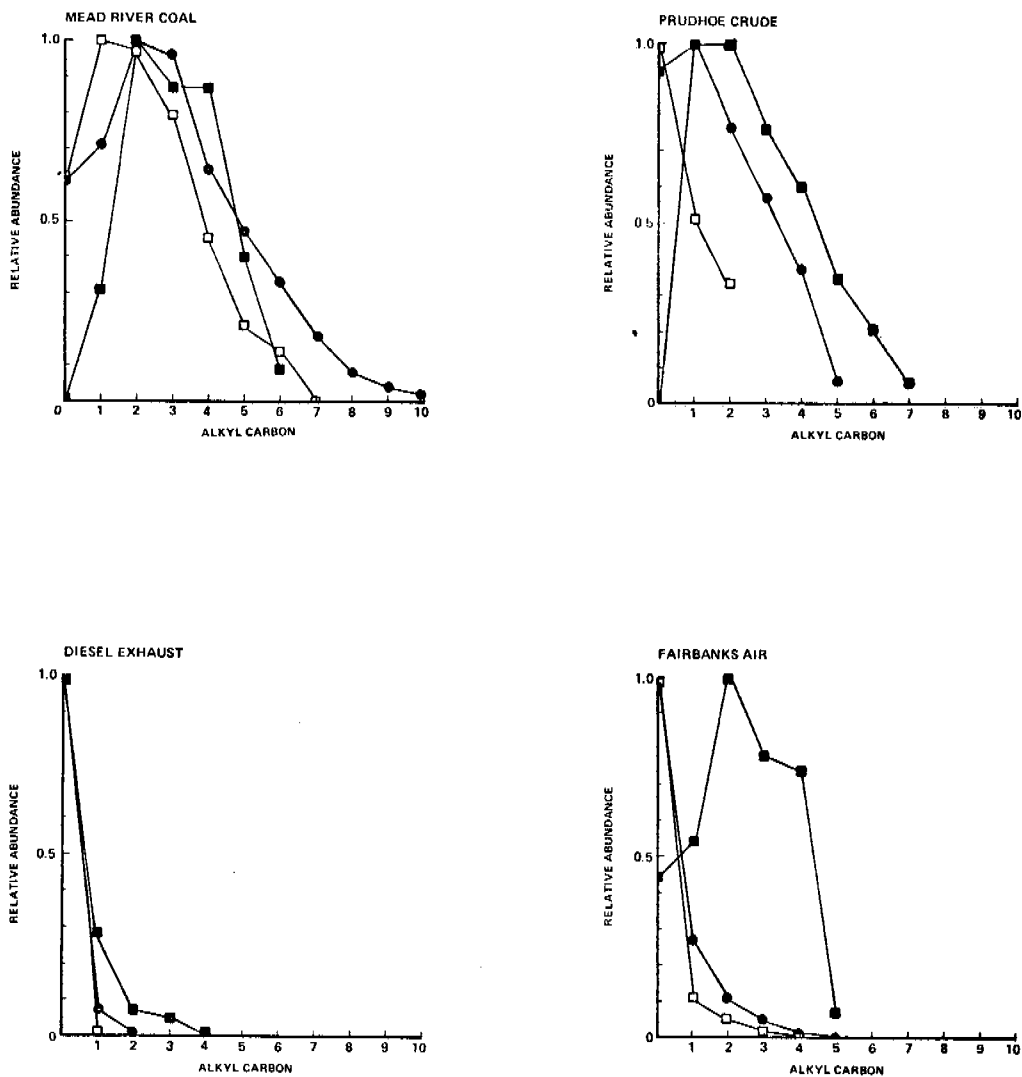 MEAD RIVER COAL
1.0
0.5
RELATIVE ABUNDANCE
0 1 2 3 4 5 6 7 8 9 10
ALKYL CARBON
PRUDHOE CRUDE
1.0
0.5
0
RELATIVE ABUNDANCE
1 2 3 4 5 6 7 8 9 10
ALKYL CARBON
DIESEL EXHAUST
1.0
0.5
0
RELATIVE ABUNDANCE
1 2 3 4 5 6 7 8 9 10
ALKYL CARBON
FAIRBANKS AIR
1.0
0.5
0
RELATIVE ABUNDANCE
1 2 3 4 5 6 7 8 9 10
ALKYL CARBON